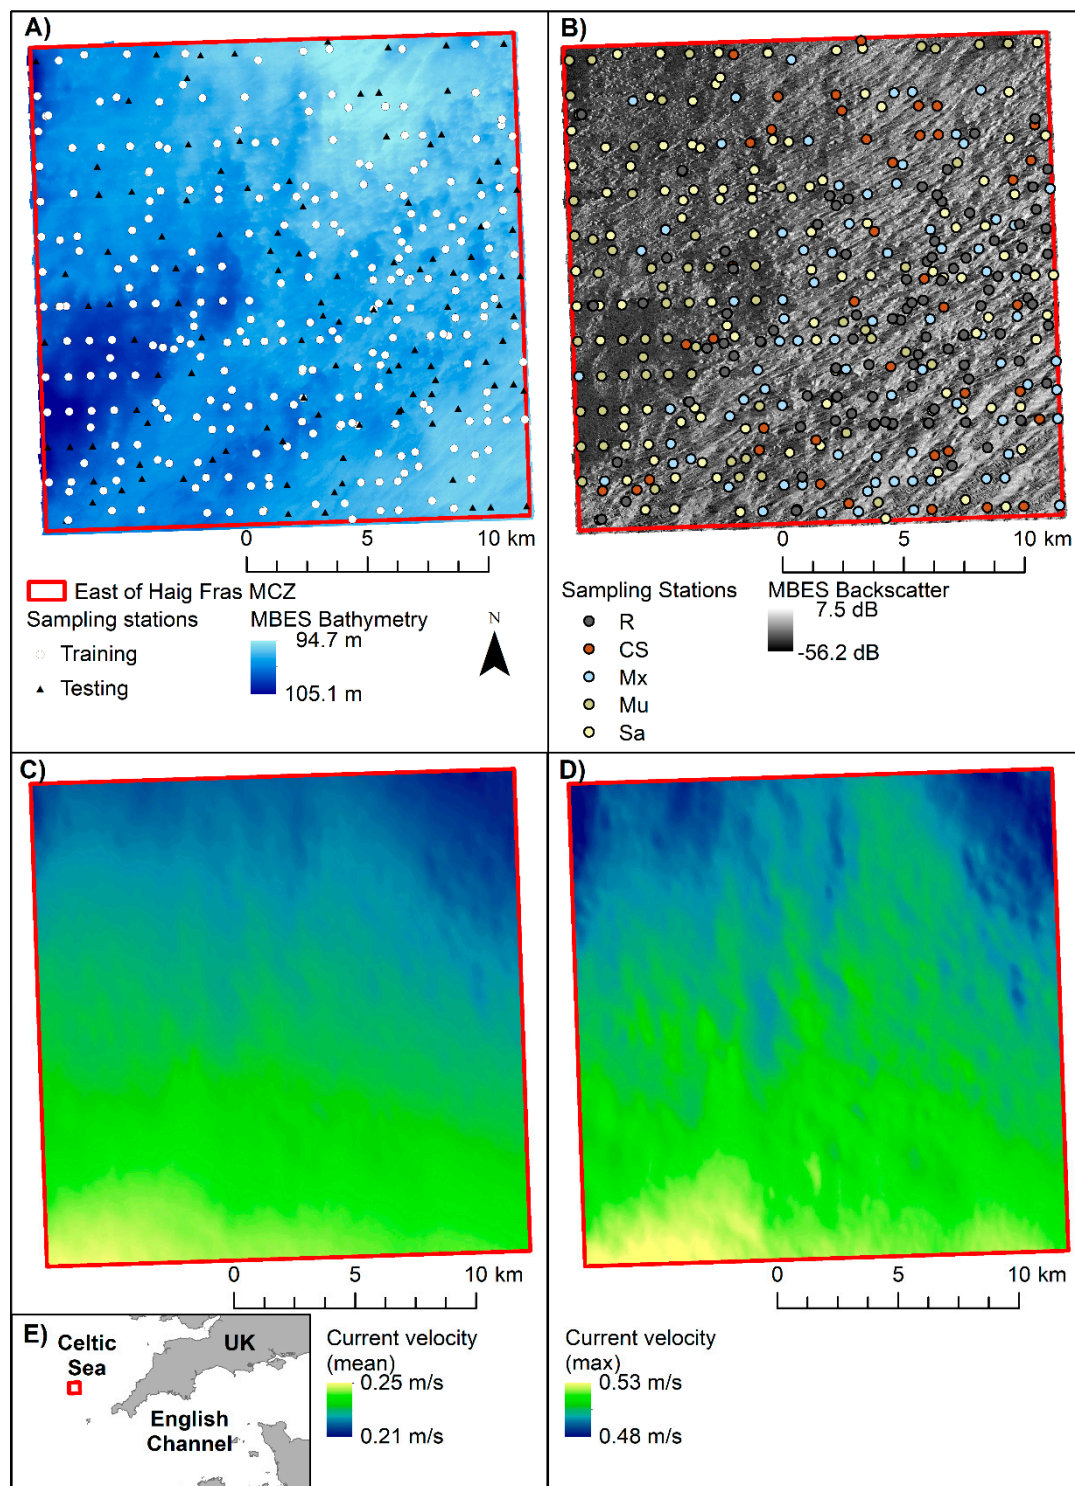 A)
B)
0 5 10 km
0 5 10 km
East of Haig Fras MCZ
Sampling stations
Training
Testing
MBES Bathymetry
94.7 m
105.1 m
N
Sampling Stations
R
CS
Mx
Mu
Sa
MBES Backscatter
7.5 dB
-56.2 dB
C)
D)
0 5 10 km
0 5 10 km
E)
Celtic
Sea
UK
English
Channel
Current velocity
(mean)
0.25 m/s
0.21 m/s
Current velocity
(max)
0.53 m/s
0.48 m/s